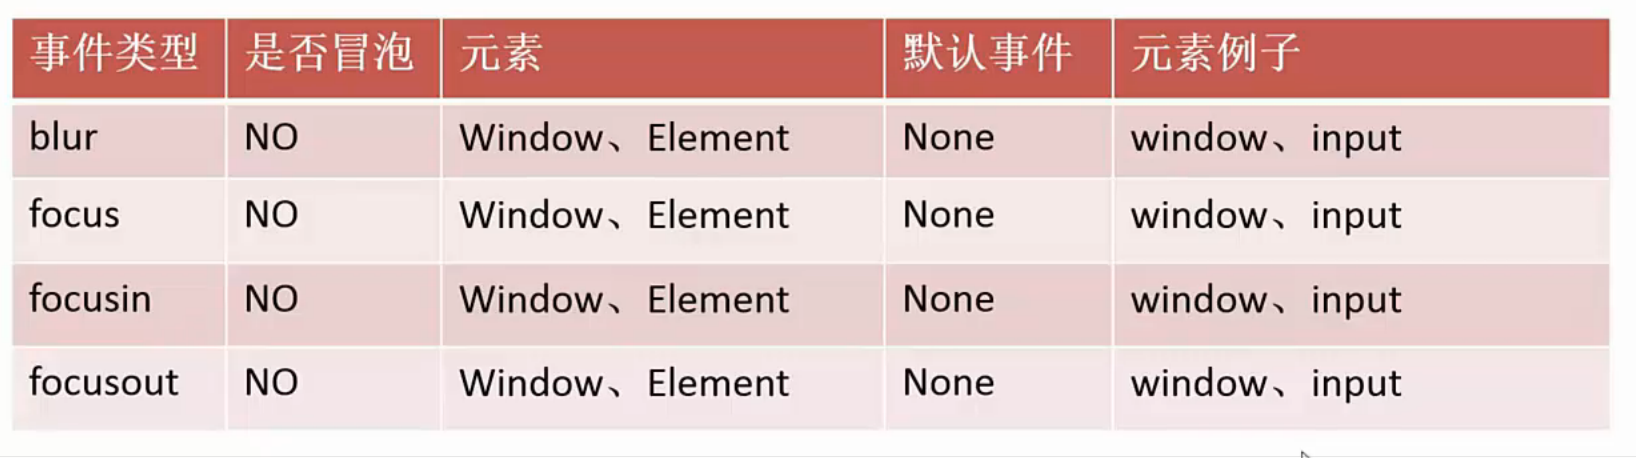 事件类型 是否冒泡 元素 默认事件 元素例子
blur NO Window、Element None window、input
focus NO Window、Element None window、input
focusin NO Window、Element None window、input
focusout NO Window、Element None window、input